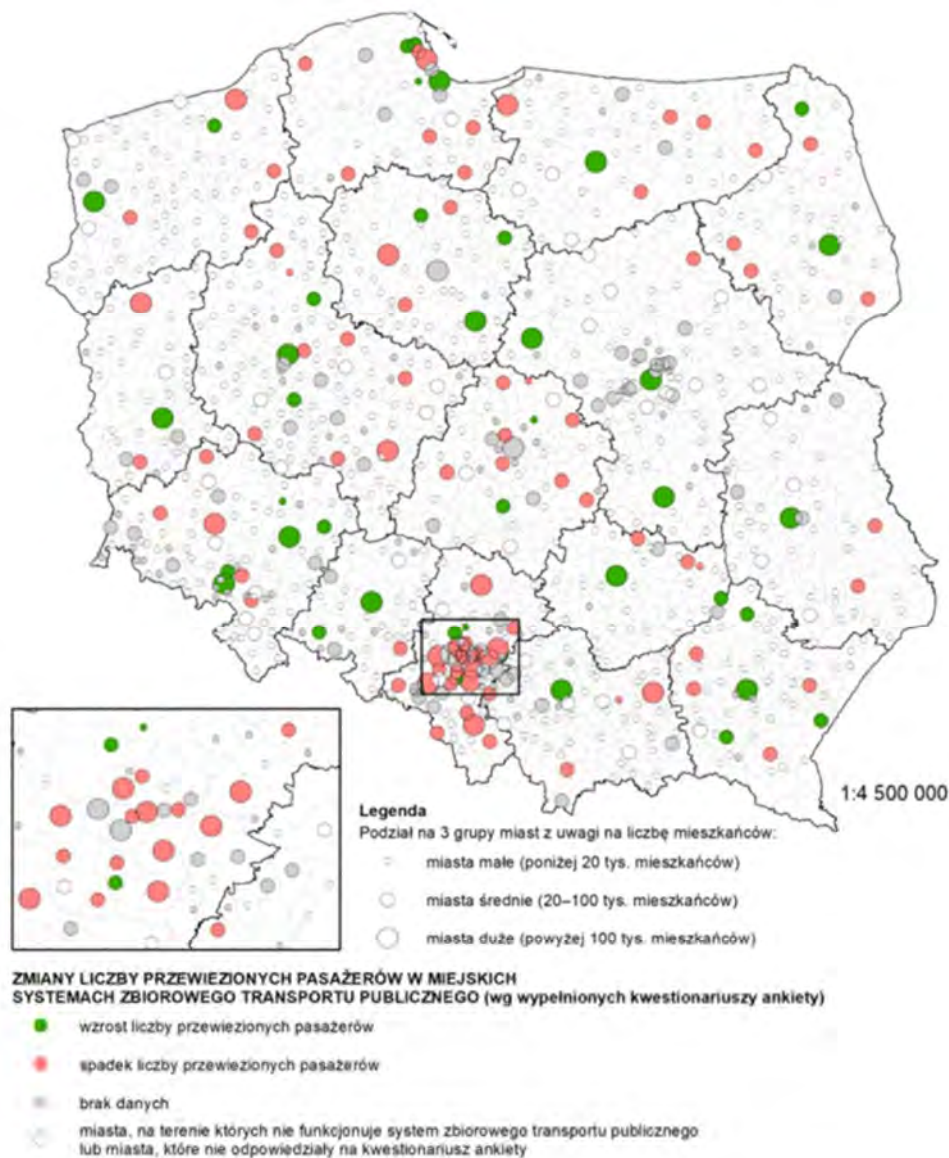 1:4 500 000
Legenda
Podział na 3 grupy miast z uwagi na liczbę mieszkańców:
miasta małe (poniżej 20 tys. mieszkańców)
miasta średnie (20–100 tys. mieszkańców)
miasta duże (powyżej 100 tys. mieszkańców)
ZMIANY LICZBY PRZEWIEZIONYCH PASAŻERÓW W MIEJSKICH
SYSTEMACH ZBIOROWEGO TRANSPORTU PUBLICZNEGO (wg wypełnionych kwestionariuszy ankiety)
wzrost liczby przewiezionych pasażerów
spadek liczby przewiezionych pasażerów
brak danych
miasta, na terenie których nie funkcjonuje system zbiorowego transportu publicznego
lub miasta, które nie odpowiedziały na kwestionariusz ankiety